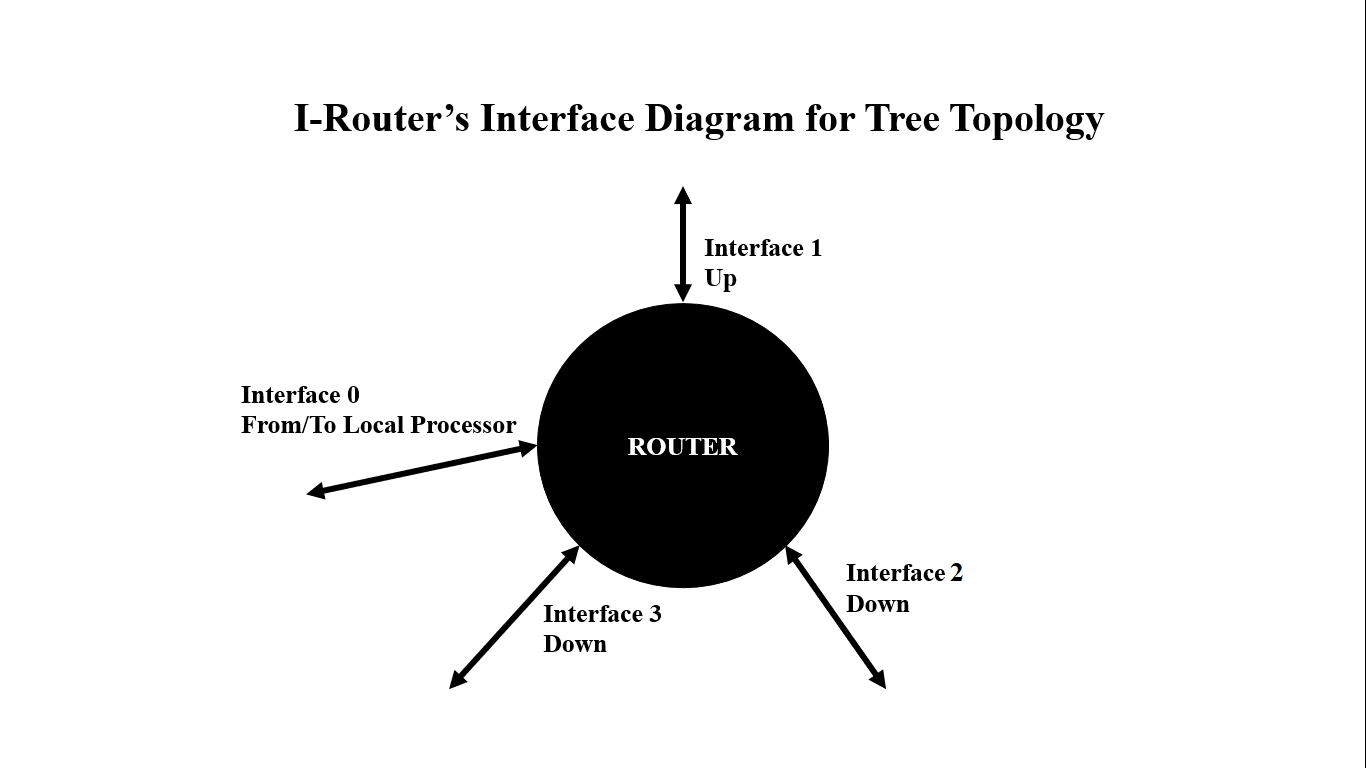 I-Router’s Interface Diagram for Tree Topology
Interface 1
Up
Interface 0
From/To Local Processor
ROUTER
Interface 2
Down
Interface 3
Down